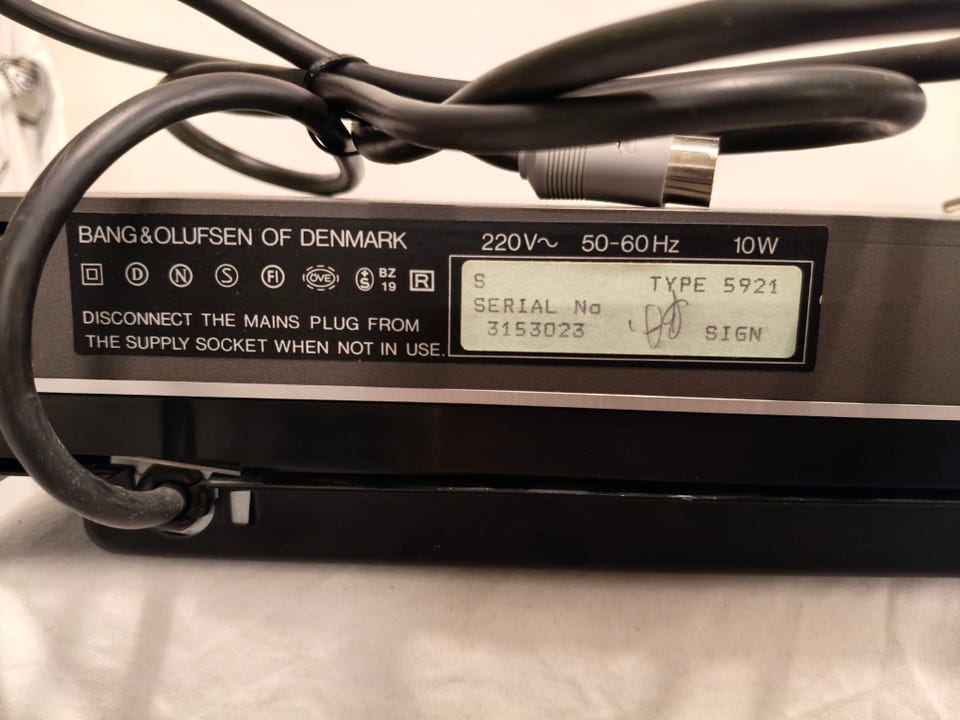 BANG&OLUFSEN OF DENMARK
220V~ 50-60Hz 10W
D N S FI OVE +S BZ 19 R
DISCONNECT THE MAINS PLUG FROM
THE SUPPLY SOCKET WHEN NOT IN USE.
S TYPE 5921
SERIAL No
3153023 SIGN